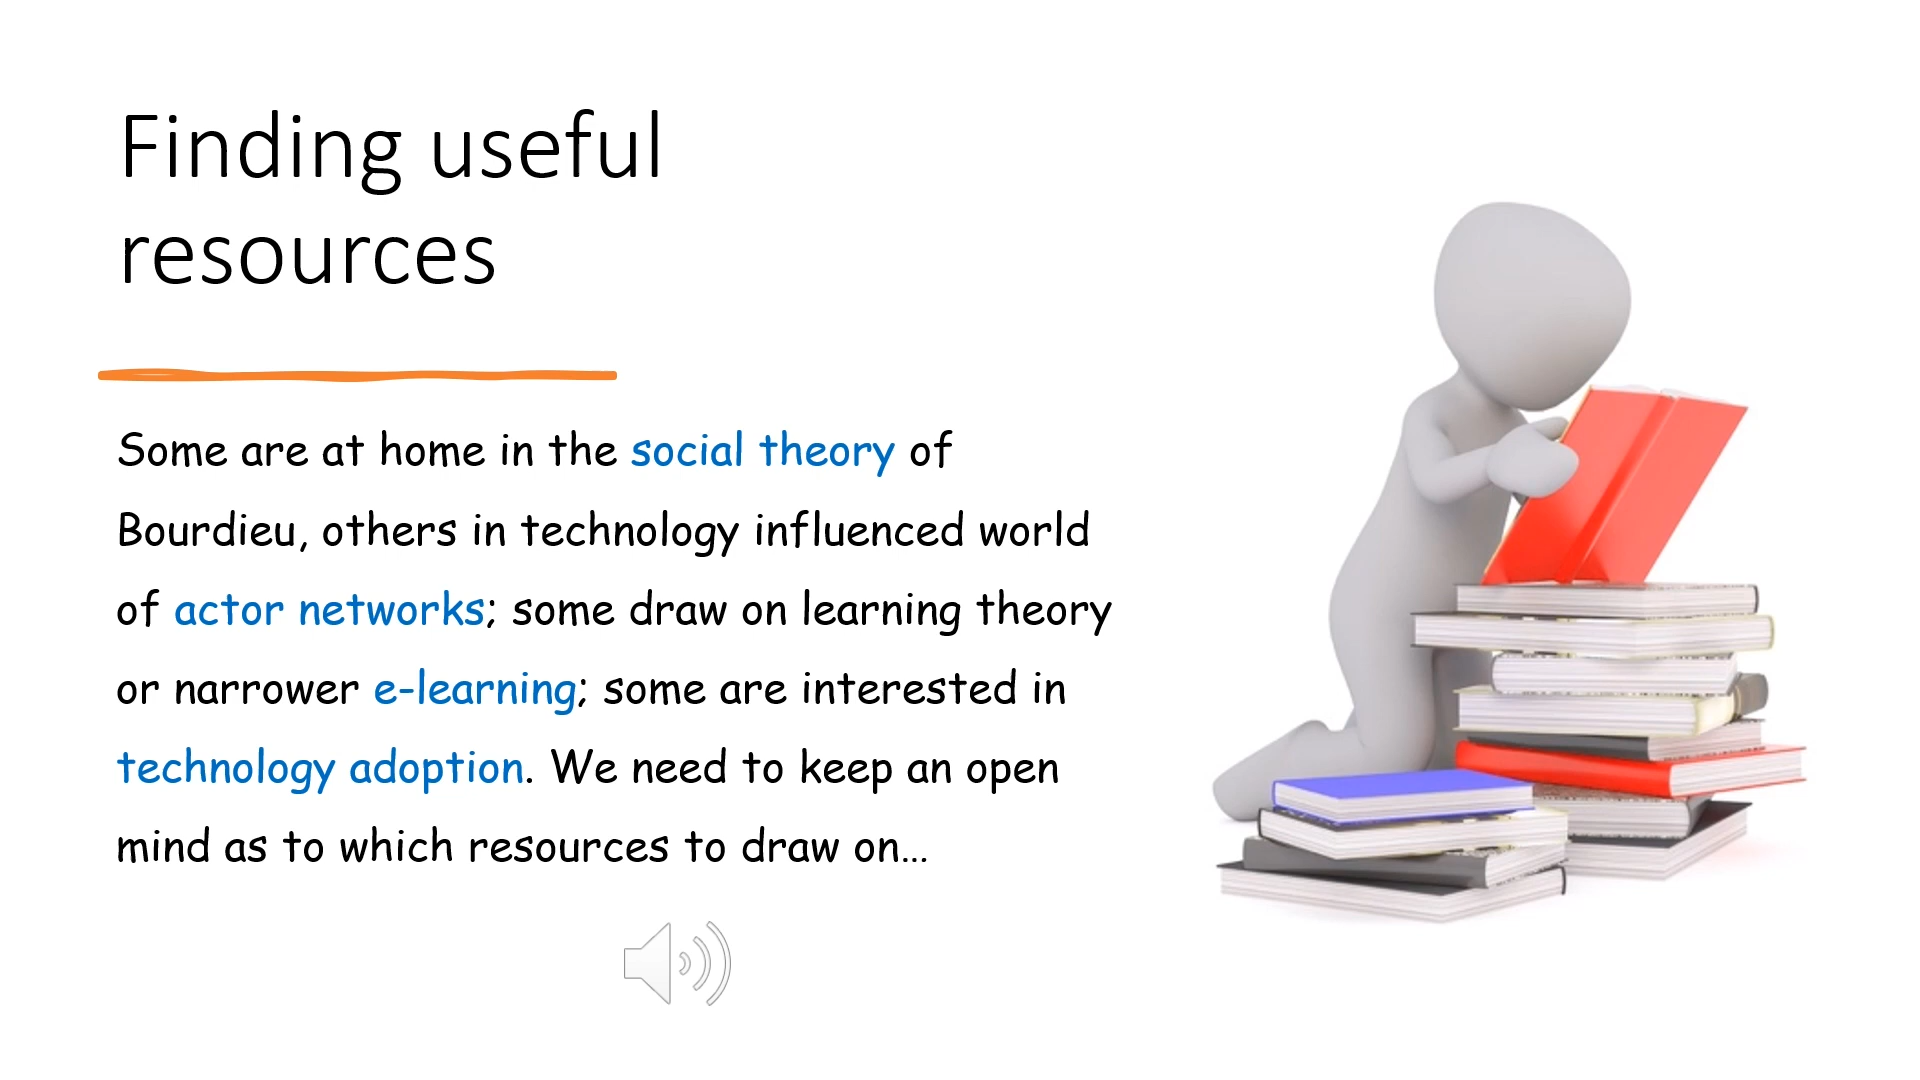 Finding useful
resources
Some are at home in the social theory of
Bourdieu, others in technology influenced world
of actor networks; some draw on learning theory
or narrower e-learning; some are interested in
technology adoption. We need to keep an open
mind as to which resources to draw on…